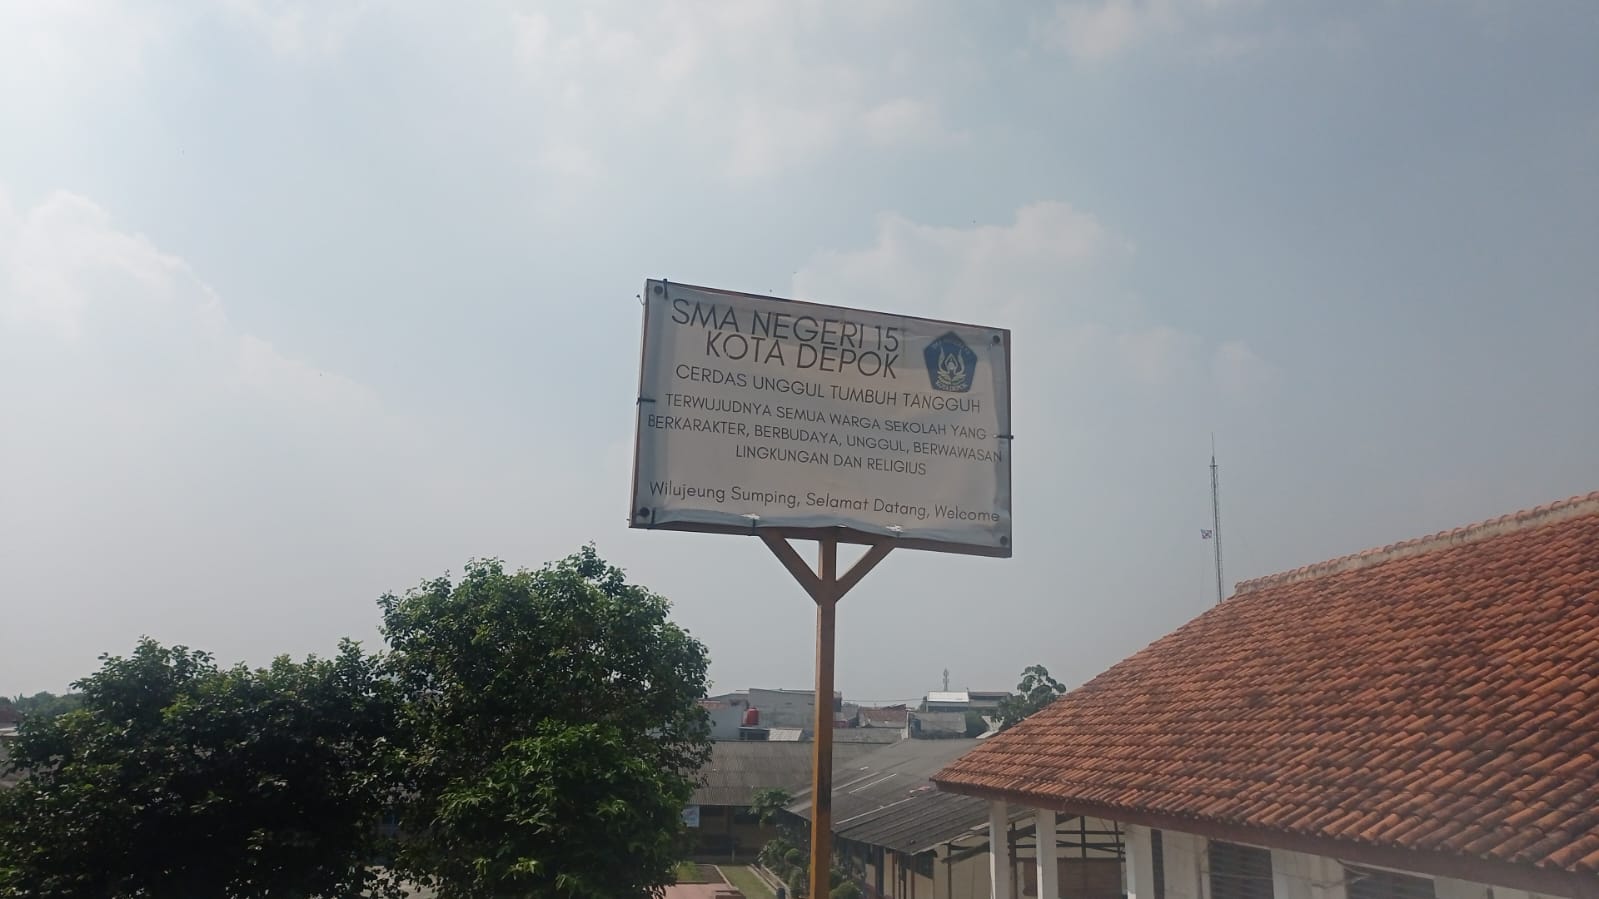 SMA NEGERI 15
KOTA DEPOK
CERDAS UNGGUL TUMBUH TANGGUH
TERWUJUDNYA SEMUA WARGA SEKOLAH YANG
BERKARAKTER, BERBUDAYA, UNGGUL, BERWAWASAN
LINGKUNGAN DAN RELIGIUS
Wilujeung Sumping, Selamat Datang, Welcome